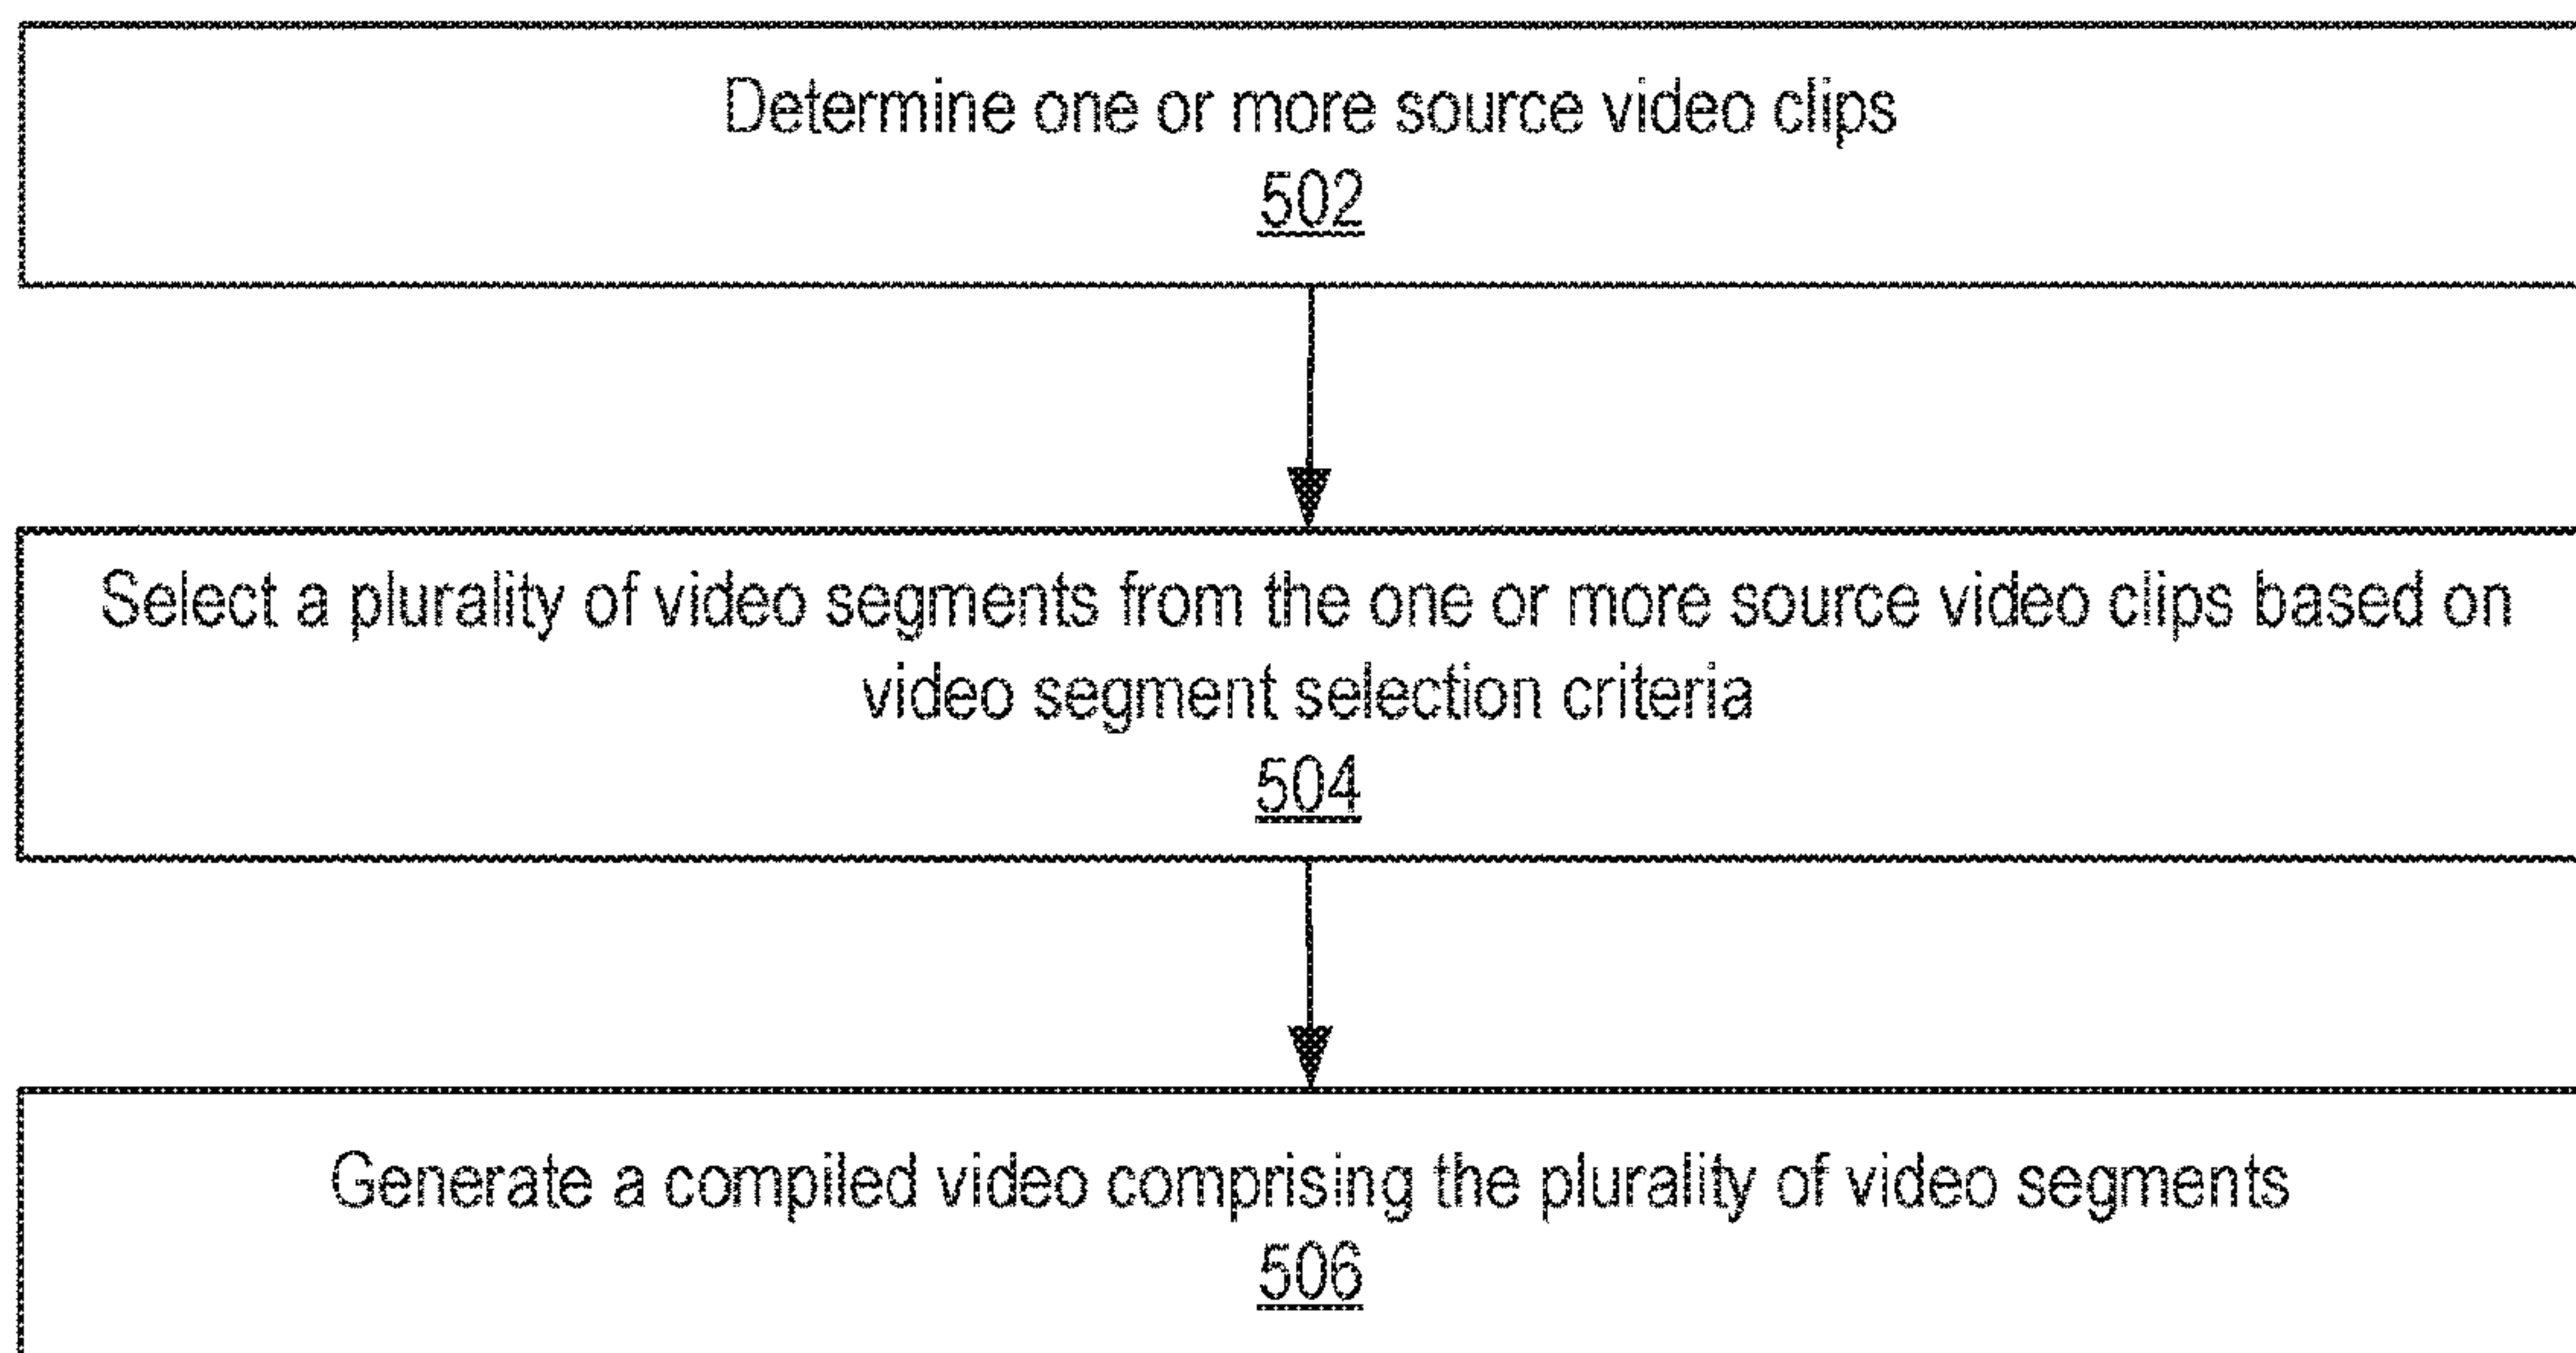 Determine one or more source video clips
502
Select a plurality of video segments from the one or more source video clips based on
video segment selection criteria
504
Generate a compiled video comprising the plurality of video segments
506